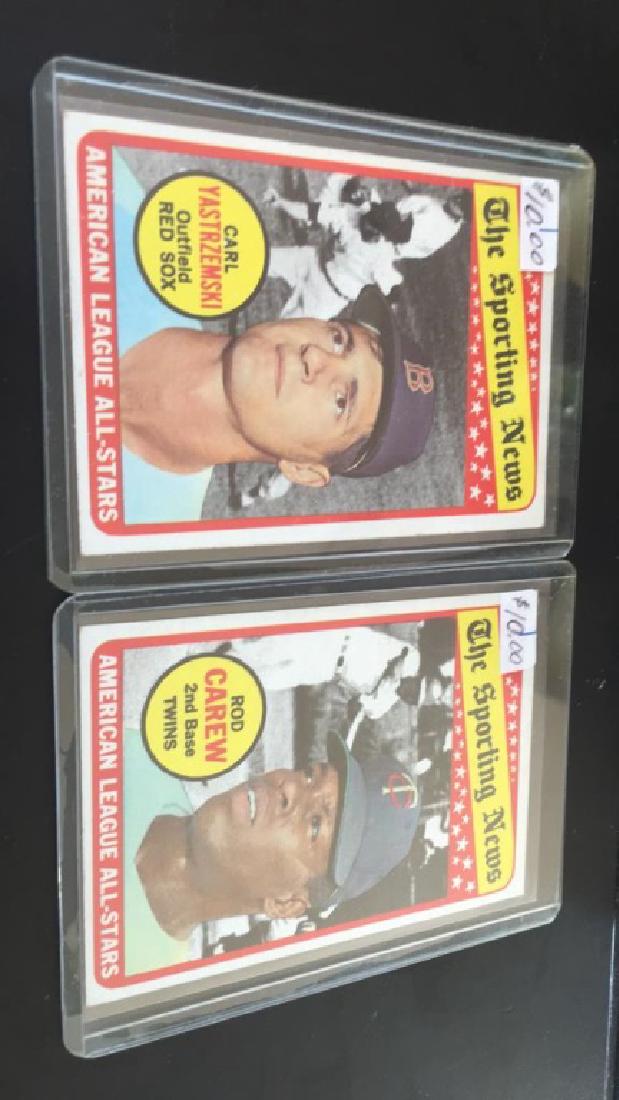 $10.00
The Sporting News
CARL
YASTRZEMSKI
Outfield
RED SOX
B
AMERICAN LEAGUE ALL-STARS
$10.00
The Sporting News
ROD
CAREW
2nd Base
TWINS
TC
AMERICAN LEAGUE ALL-STARS